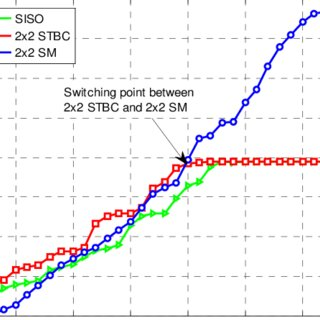 SISO
2x2 STBC
2x2 SM
Switching point between
2x2 STBC and 2x2 SM